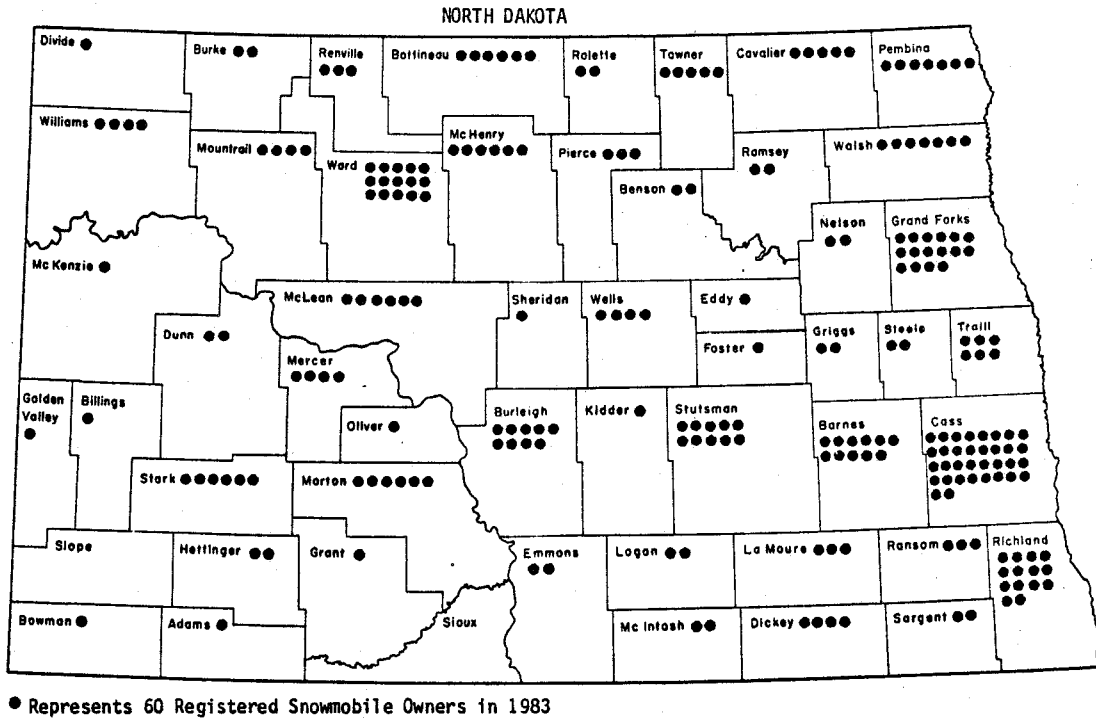 NORTH DAKOTA
Divide
Burke
Renville
Bottineau
Rolette
Towner
Cavalier
Pembina
Williams
Mountrail
Ward
Mc Henry
Pierce
Benson
Ramsey
Walsh
Nelson
Grand Forks
Mc Kenzie
McLean
Sheridan
Wells
Eddy
Dunn
Mercer
Foster
Griggs
Steele
Traill
Golden
Valley
Billings
Oliver
Burleigh
Kidder
Stutsman
Barnes
Cass
Stark
Morton
Slope
Hettinger
Grant
Emmons
Logan
La Moure
Ransom
Richland
Bowman
Adams
Sioux
Mc Intosh
Dickey
Sargent
● Represents 60 Registered Snowmobile Owners in 1983